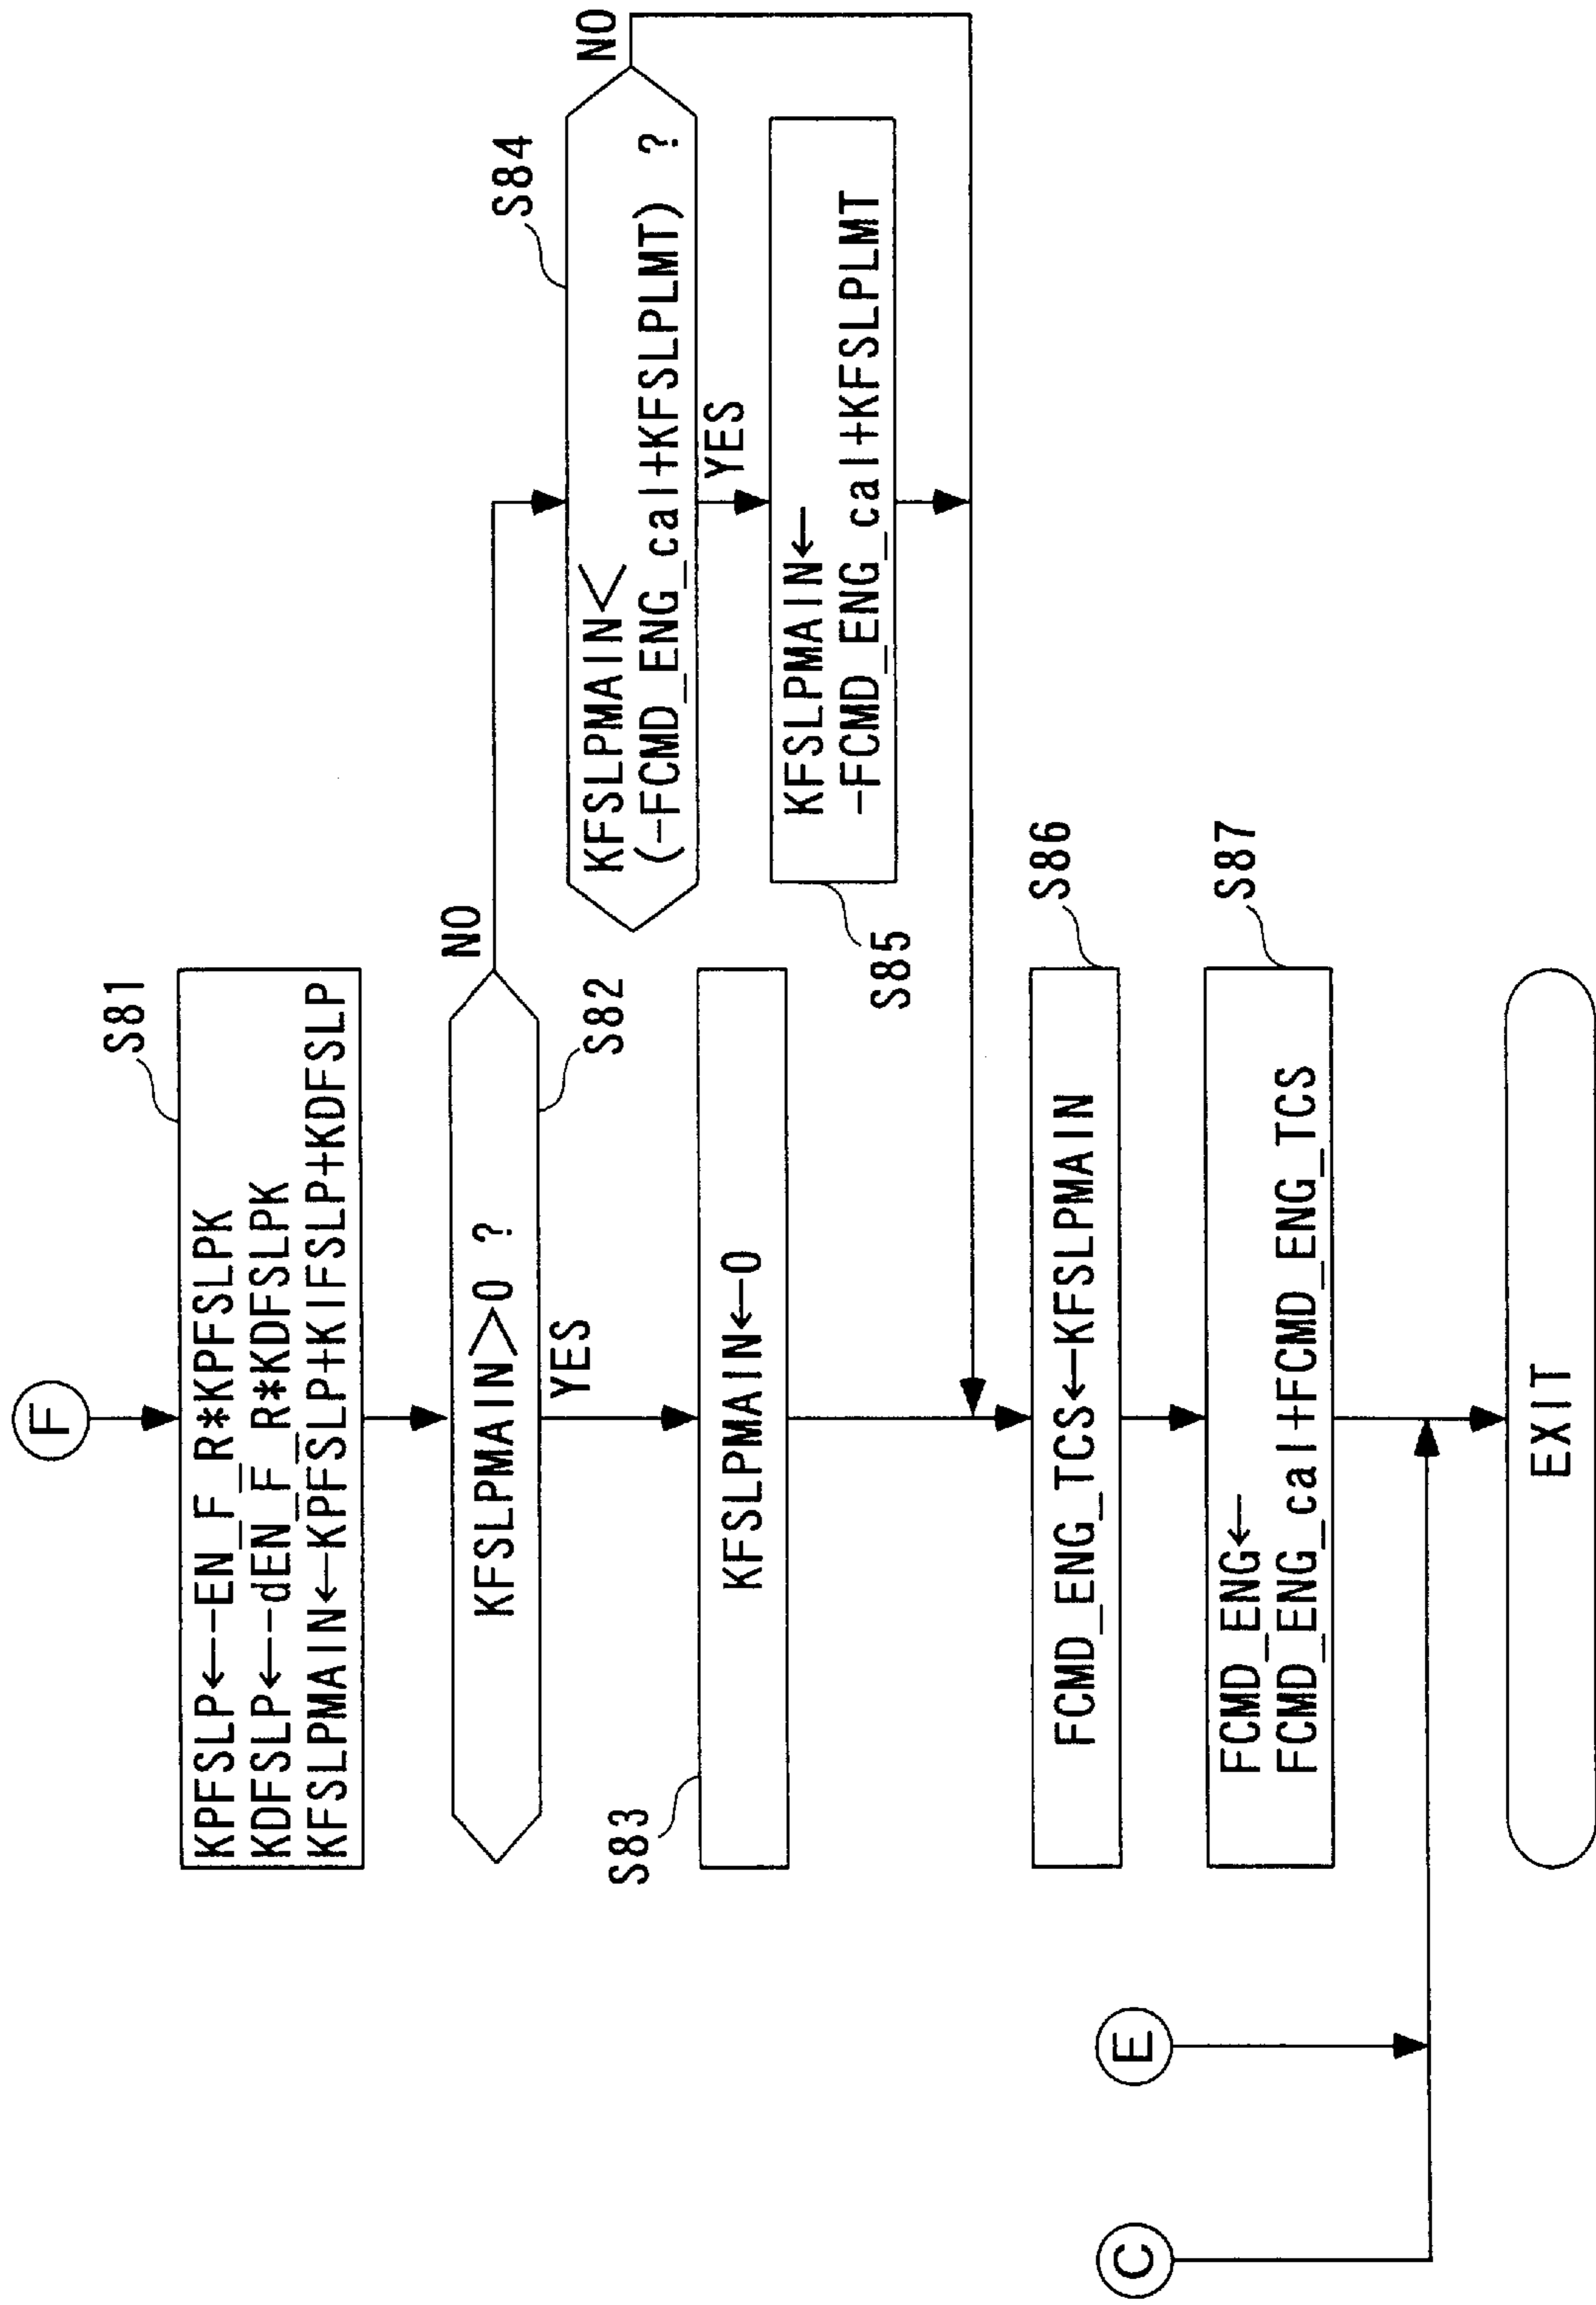 F
S81
KPFSLP←-EN_F_R*KPFSLPK
KDFSLP←-dEN_F_R*KDFSLPK
KFSLPMAIN←KPFSLP+KIFSLP+KDFSLP
KFSLPMAIN>0 ?
NO
S82
YES
S84
KFSLPMAIN<
(-FCMD_ENG_cal+KFSLPLMT) ?
NO
YES
S83
KFSLPMAIN←0
KFSLPMAIN←
-FCMD_ENG_cal+KFSLPLMT
S85
S86
FCMD_ENG_TCS←KFSLPMAIN
S87
FCMD_ENG←
FCMD_ENG_cal+FCMD_ENG_TCS
C
E
EXIT